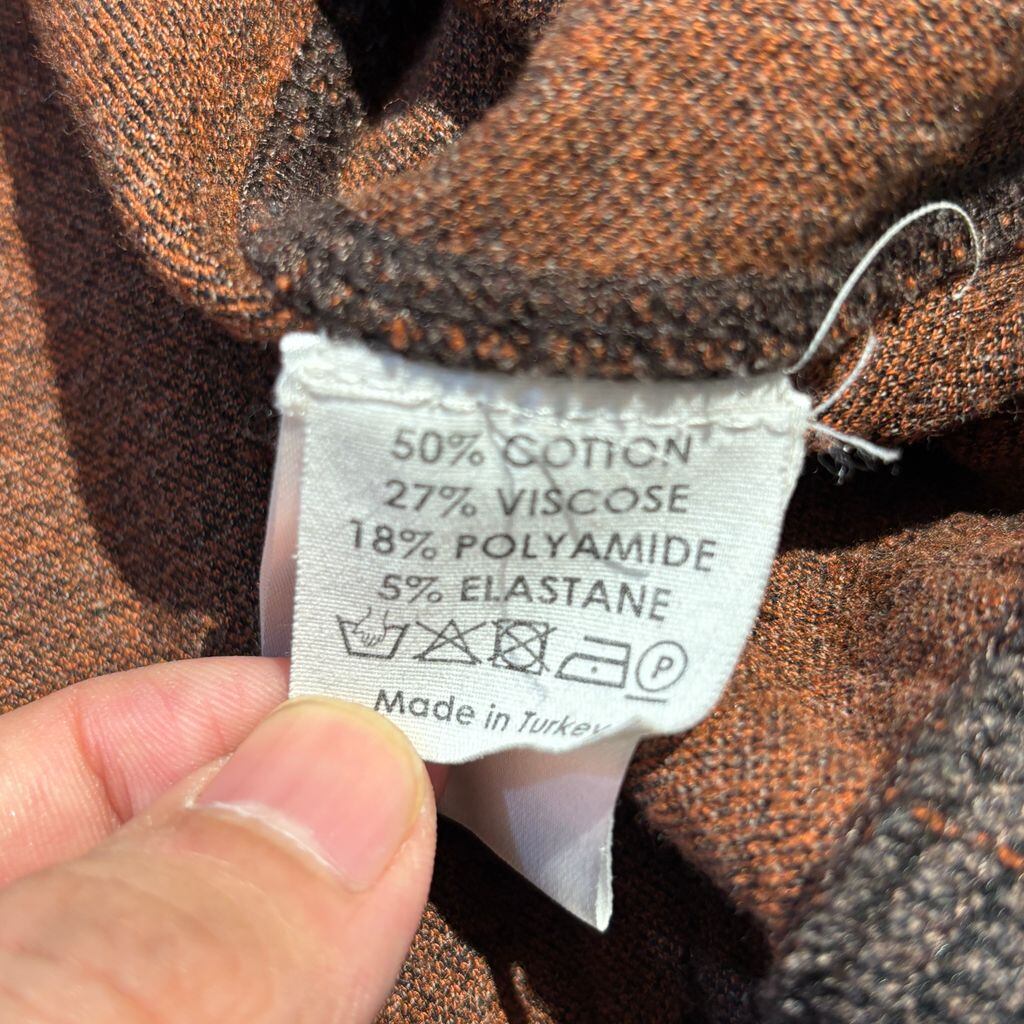 50% COTTON
27% VISCOSE
18% POLYAMIDE
5% ELASTANE
P
Made in Turkey